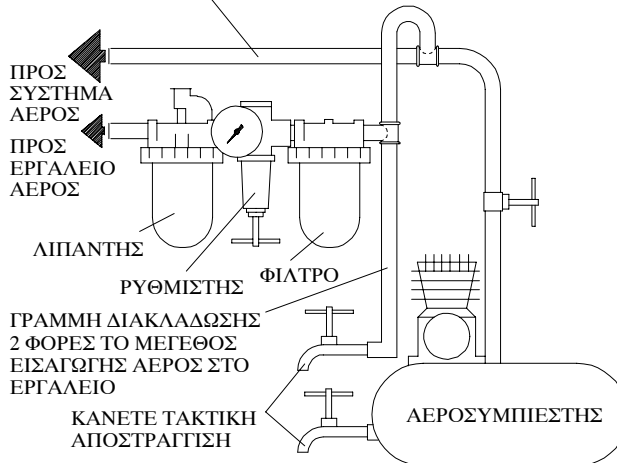 ΠΡΟΣ
ΣΥΣΤΗΜΑ
ΑΕΡΟΣ
ΠΡΟΣ
ΕΡΓΑΛΕΙΟ
ΑΕΡΟΣ
ΛΙΠΑΝΤΗΣ
ΡΥΘΜΙΣΤΗΣ
ΦΙΛΤΡΟ
ΓΡΑΜΜΗ ΔΙΑΚΛΑΔΩΣΗΣ
2 ΦΟΡΕΣ ΤΟ ΜΕΓΕΘΟΣ
ΕΙΣΑΓΩΓΗΣ ΑΕΡΟΣ ΣΤΟ
ΕΡΓΑΛΕΙΟ
ΚΑΝΕΤΕ ΤΑΚΤΙΚΗ
ΑΠΟΣΤΡΑΓΓΙΣΗ
ΑΕΡΟΣΥΜΠΙΕΣΤΗΣ